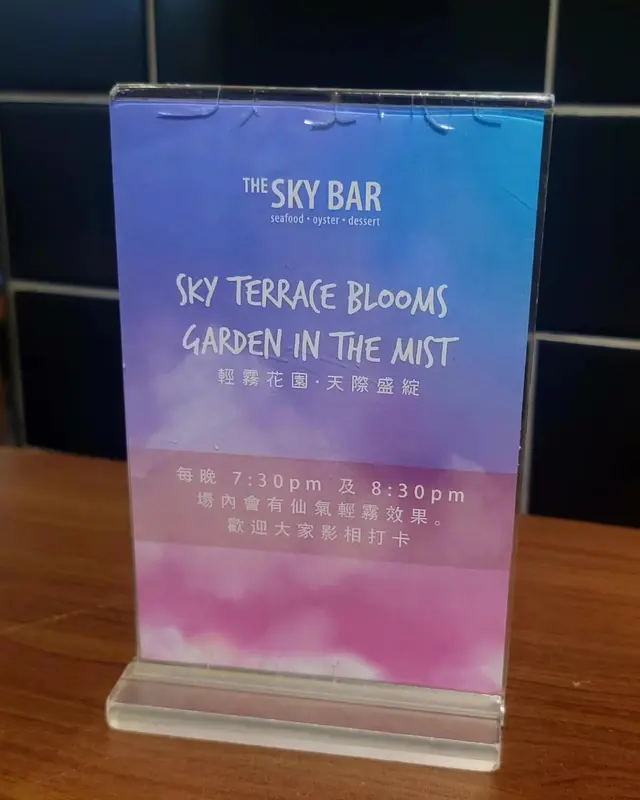 THE SKY BAR
seafood • oyster • dessert
SKY TERRACE BLOOMS
GARDEN IN THE MIST
輕霧花園·天際盛綻
每晚 7:30pm 及 8:30pm
場內會有仙氣輕霧效果。
歡迎大家影相打卡